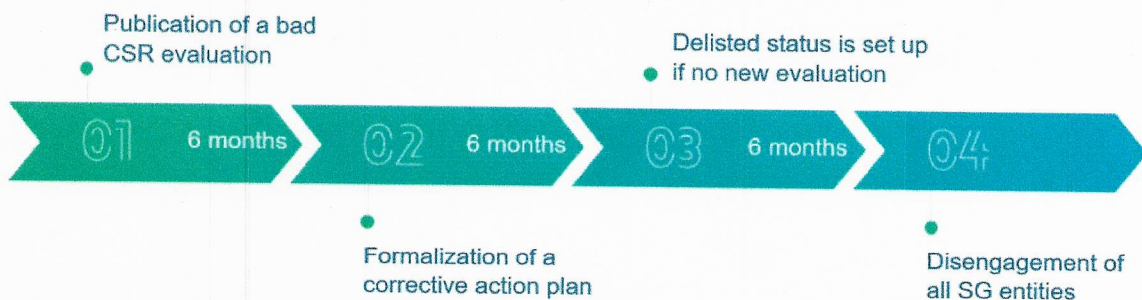 Publication of a bad
CSR evaluation
Delisted status is set up
if no new evaluation
01 6 months
02 6 months
03 6 months
04
Formalization of a
corrective action plan
Disengagement of
all SG entities